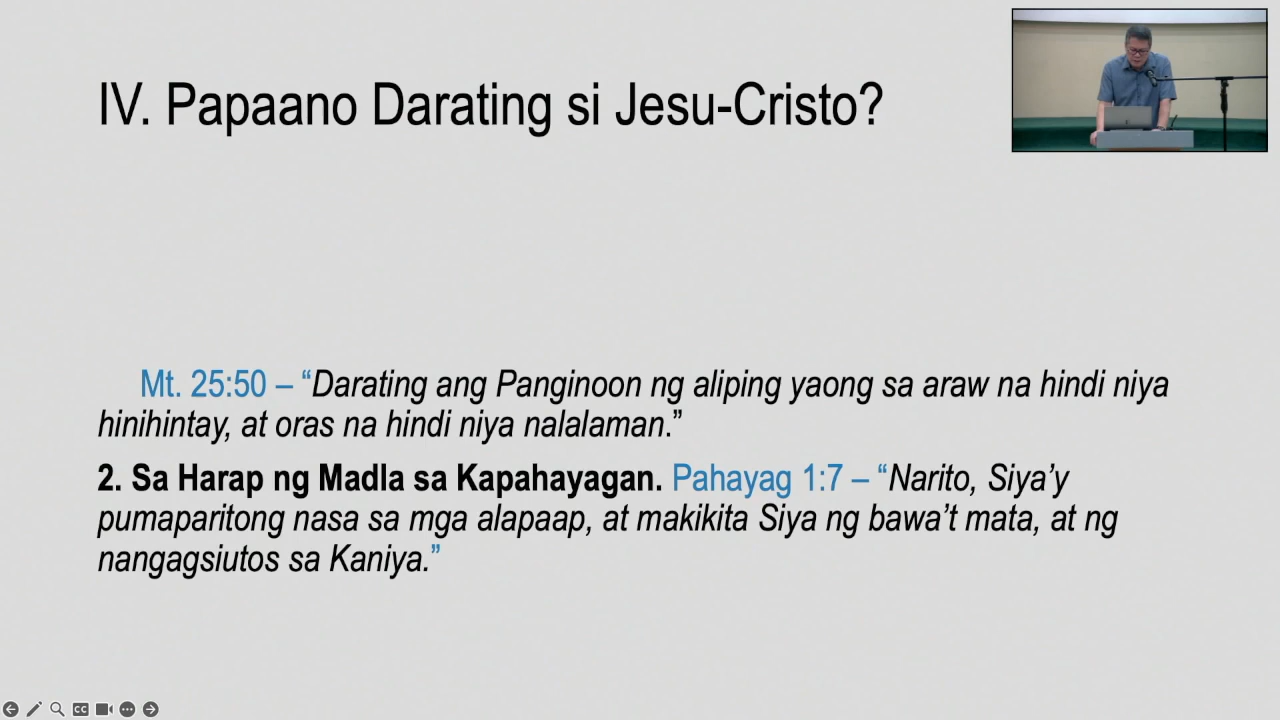 IV. Papaano Darating si Jesu-Cristo?
Mt. 25:50 – “Darating ang Panginoon ng aliping yaong sa araw na hindi niya
hinihintay, at oras na hindi niya nalalaman.”
2. Sa Harap ng Madla sa Kapahayagan. Pahayag 1:7 – “Narito, Siya’y
pumaparitong nasa sa mga alapaap, at makikita Siya ng bawa’t mata, at ng
nangagsiutos sa Kaniya.”
CC